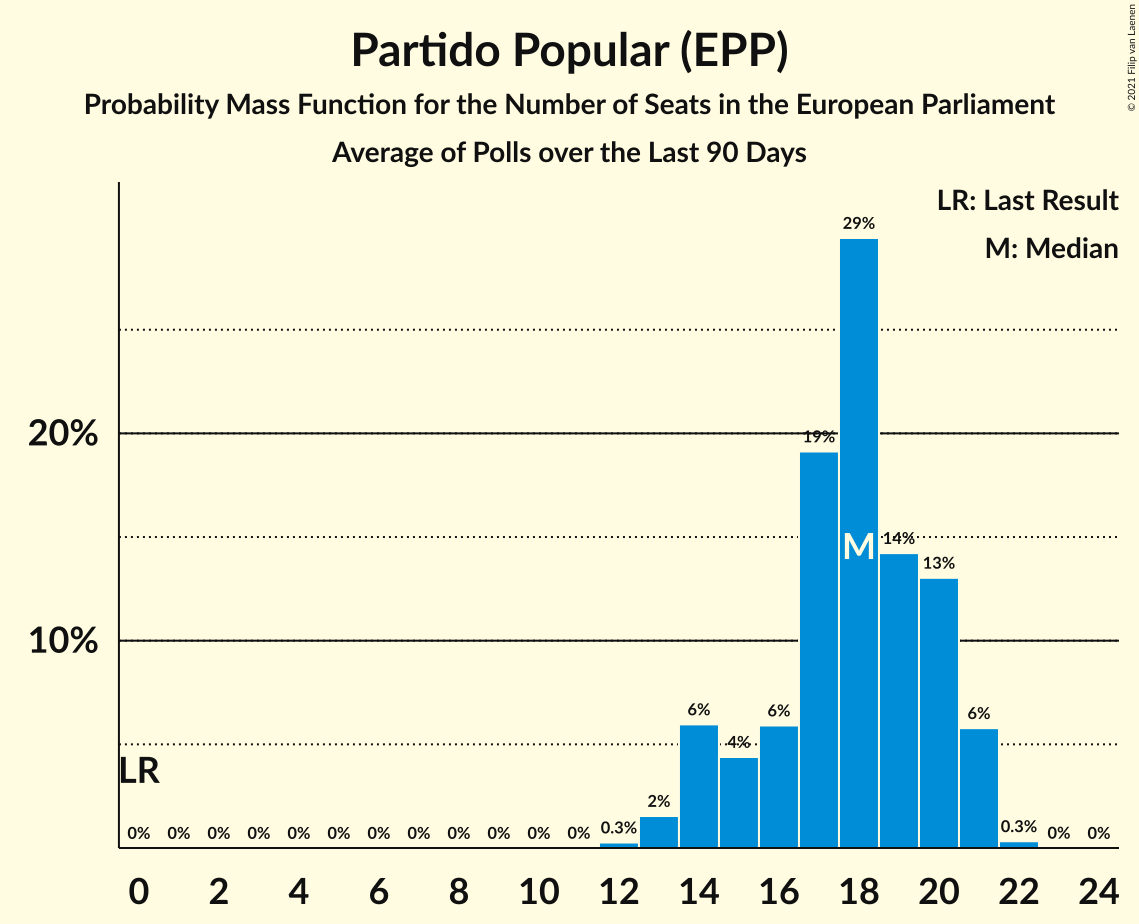 Partido Popular (EPP)
Probability Mass Function for the Number of Seats in the European Parliament
Average of Polls over the Last 90 Days
© 2021 Filip van Laenen
LR: Last Result
M: Median
29%
20%
19%
M
14%
13%
10%
6%
4%
6%
6%
LR
2%
0% 0% 0% 0% 0% 0% 0% 0% 0% 0% 0% 0% 0.3% 0.3% 0% 0%
0 2 4 6 8 10 12 14 16 18 20 22 24